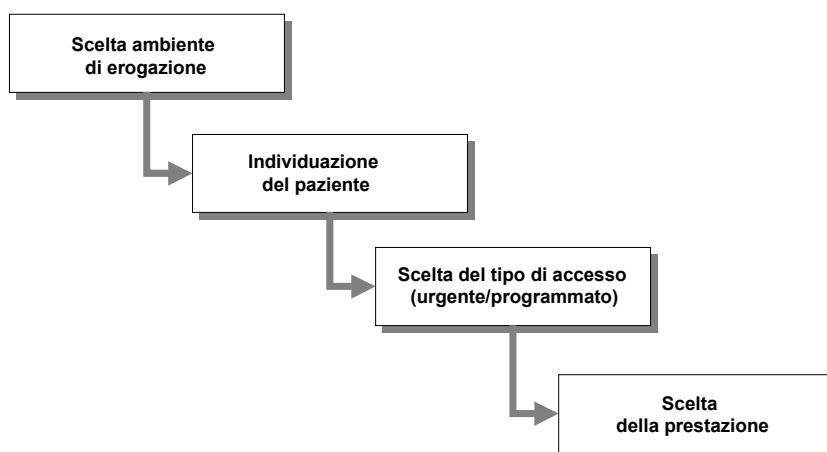 Scelta ambiente
di erogazione
Individuazione
del paziente
Scelta del tipo di accesso
(urgente/programmato)
Scelta
della prestazione